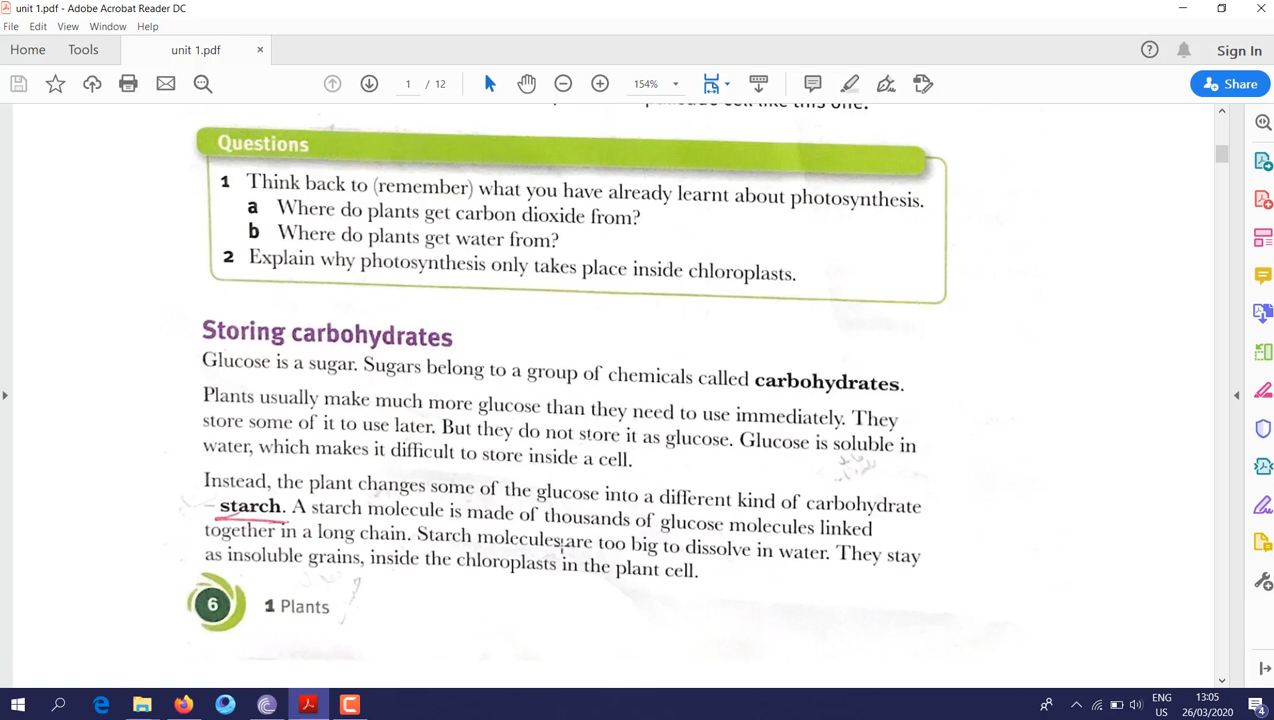 unit 1.pdf - Adobe Acrobat Reader DC
File Edit View Window Help
Home Tools unit 1.pdf × Sign In
1 / 12 154% Share
like this one.
Questions
1 Think back to (remember) what you have already learnt about photosynthesis.
a Where do plants get carbon dioxide from?
b Where do plants get water from?
2 Explain why photosynthesis only takes place inside chloroplasts.
Storing carbohydrates
Glucose is a sugar. Sugars belong to a group of chemicals called carbohydrates.
Plants usually make much more glucose than they need to use immediately. They
store some of it to use later. But they do not store it as glucose. Glucose is soluble in
water, which makes it difficult to store inside a cell.
Instead, the plant changes some of the glucose into a different kind of carbohydrate
– starch. A starch molecule is made of thousands of glucose molecules linked
together in a long chain. Starch molecules are too big to dissolve in water. They stay
as insoluble grains, inside the chloroplasts in the plant cell.
6 1 Plants
ENG 13:05
US 26/03/2020 4